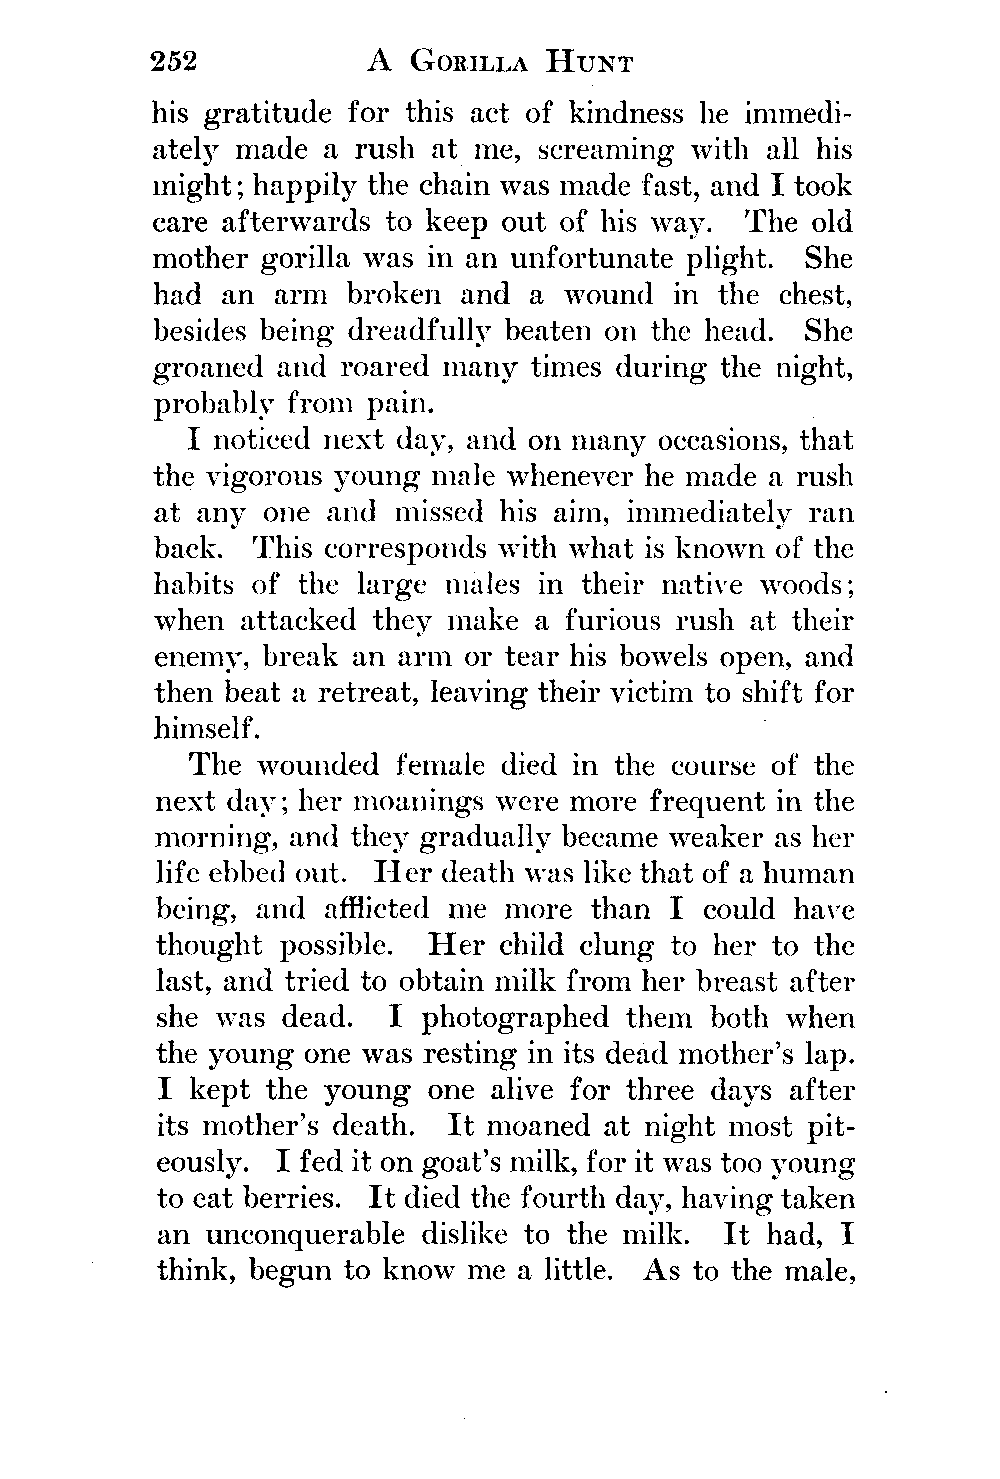 252 A GORILLA HUNT
his gratitude for this act of kindness he immedi-
ately made a rush at me, screaming with all his
might; happily the chain was made fast, and I took
care afterwards to keep out of his way. The old
mother gorilla was in an unfortunate plight. She
had an arm broken and a wound in the chest,
besides being dreadfully beaten on the head. She
groaned and roared many times during the night,
probably from pain.
I noticed next day, and on many occasions, that
the vigorous young male whenever he made a rush
at any one and missed his aim, immediately ran
back. This corresponds with what is known of the
habits of the large males in their native woods;
when attacked they make a furious rush at their
enemy, break an arm or tear his bowels open, and
then beat a retreat, leaving their victim to shift for
himself.
The wounded female died in the course of the
next day; her moanings were more frequent in the
morning, and they gradually became weaker as her
life ebbed out. Her death was like that of a human
being, and afflicted me more than I could have
thought possible. Her child clung to her to the
last, and tried to obtain milk from her breast after
she was dead. I photographed them both when
the young one was resting in its dead mother's lap.
I kept the young one alive for three days after
its mother's death. It moaned at night most pit-
eously. I fed it on goat's milk, for it was too young
to eat berries. It died the fourth day, having taken
an unconquerable dislike to the milk. It had, I
think, begun to know me a little. As to the male,